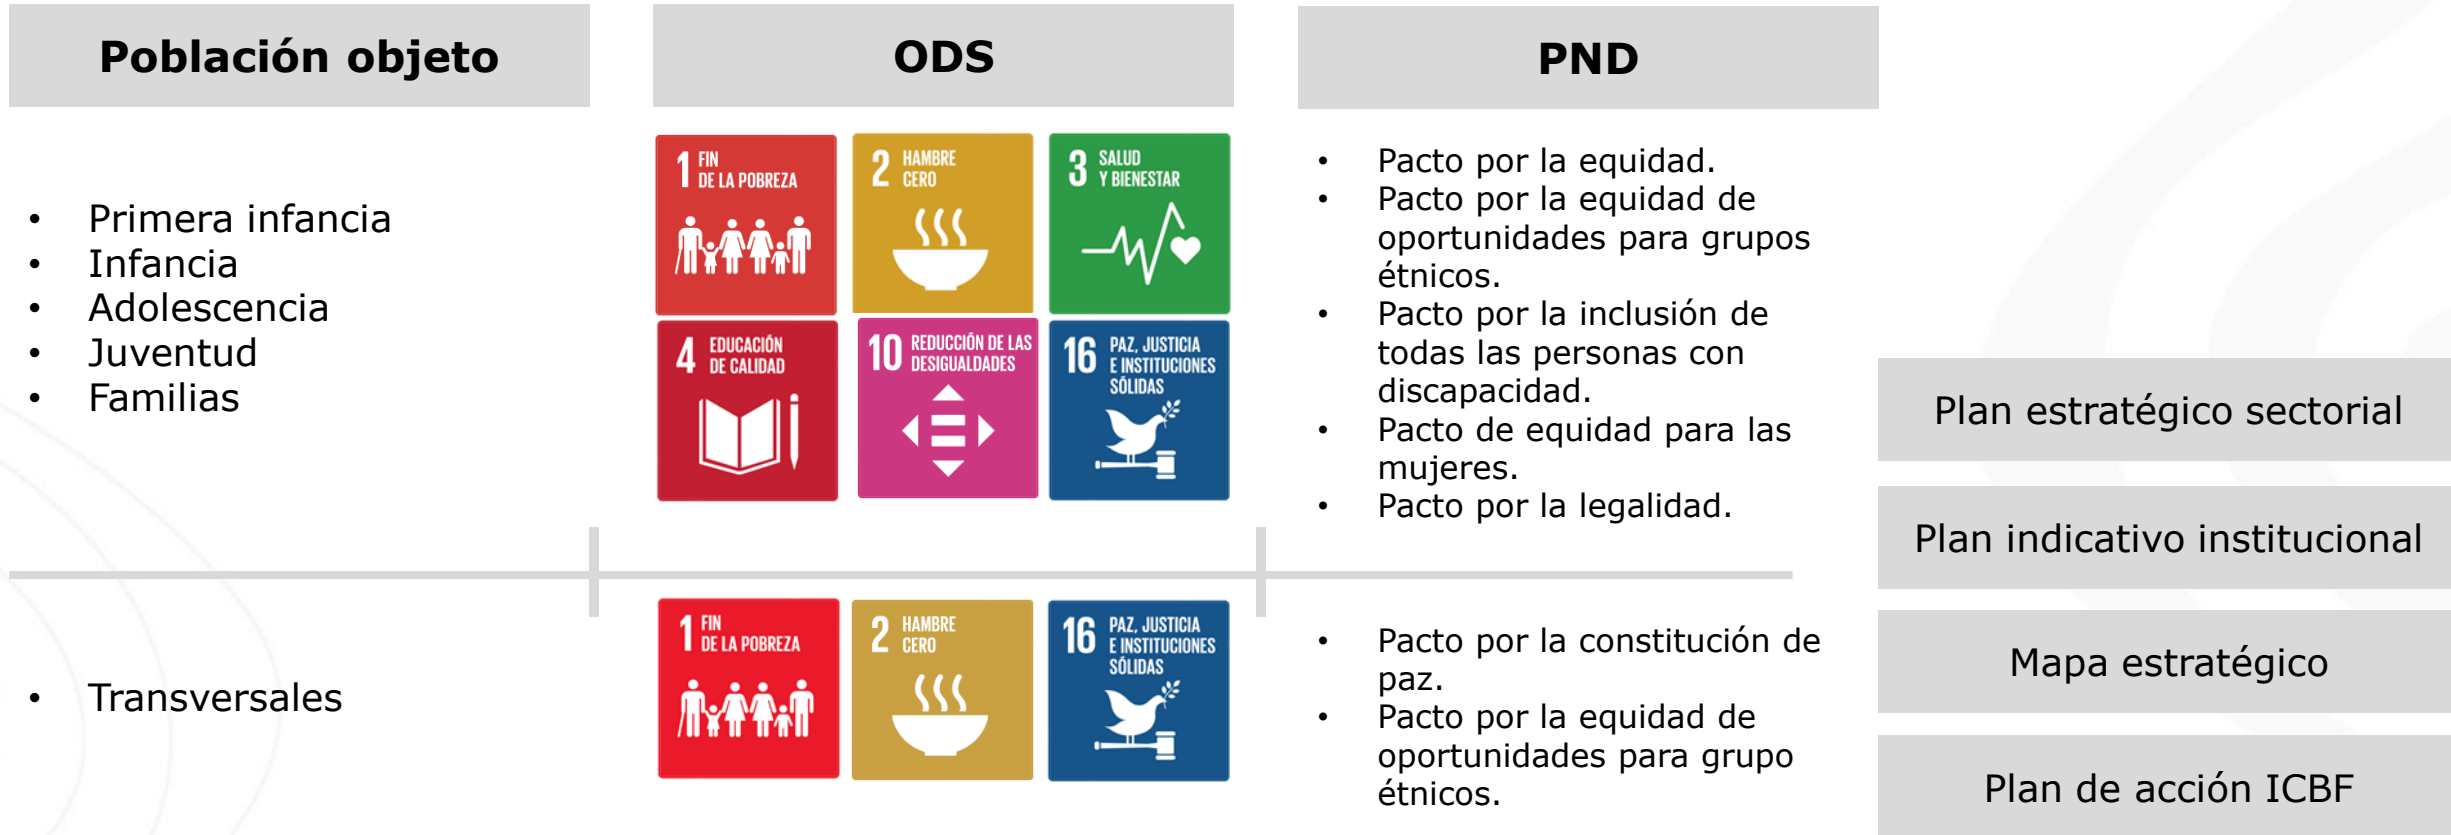 Población objeto
ODS
PND
• Primera infancia
• Infancia
• Adolescencia
• Juventud
• Familias
1 FIN
DE LA POBREZA
2 HAMBRE
CERO
3 SALUD
Y BIENESTAR
4 EDUCACIÓN
DE CALIDAD
10 REDUCCIÓN DE LAS
DESIGUALDADES
16 PAZ, JUSTICIA
E INSTITUCIONES
SÓLIDAS
• Pacto por la equidad.
• Pacto por la equidad de
oportunidades para grupos
étnicos.
• Pacto por la inclusión de
todas las personas con
discapacidad.
• Pacto de equidad para las
mujeres.
• Pacto por la legalidad.
• Transversales
1 FIN
DE LA POBREZA
2 HAMBRE
CERO
16 PAZ, JUSTICIA
E INSTITUCIONES
SÓLIDAS
• Pacto por la constitución de
paz.
• Pacto por la equidad de
oportunidades para grupo
étnicos.
Plan estratégico sectorial
Plan indicativo institucional
Mapa estratégico
Plan de acción ICBF